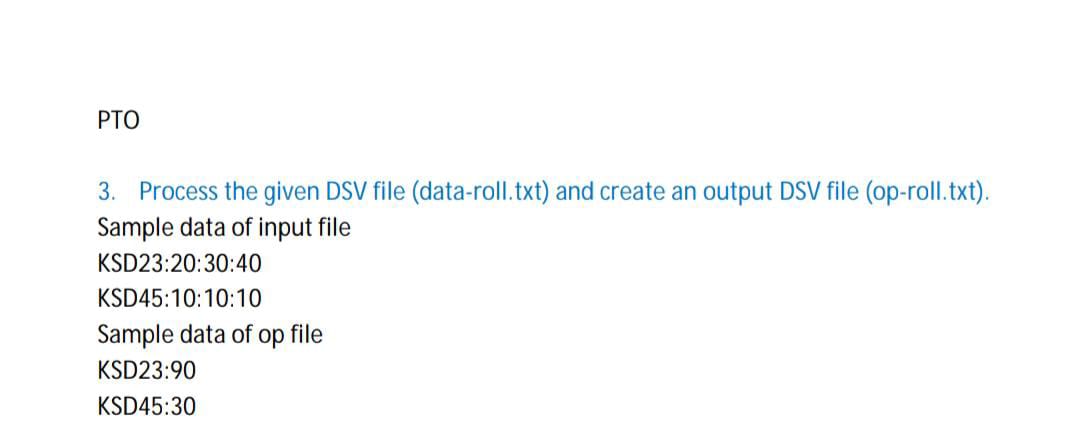 PTO
3. Process the given DSV file (data-roll.txt) and create an output DSV file (op-roll.txt).
Sample data of input file
KSD23:20:30:40
KSD45:10:10:10
Sample data of op file
KSD23:90
KSD45:30